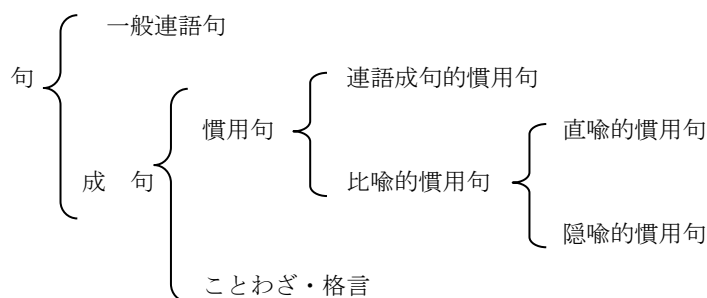 一般連語句
句
連語成句的慣用句
慣用句
直喩的慣用句
成　句
比喩的慣用句
隠喩的慣用句
ことわざ・格言